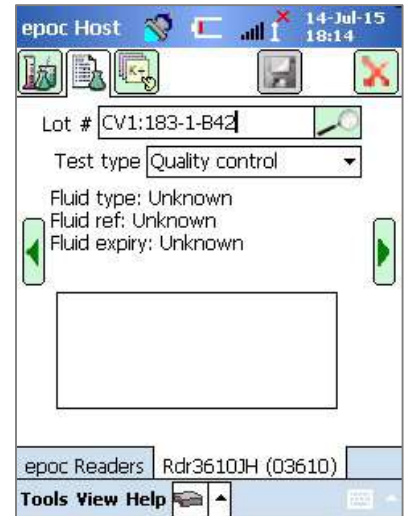 epoc Host 14-Jul-15
18:14
K+
Lot # CV1:183-1-B42
Test type Quality control
Fluid type: Unknown
Fluid ref: Unknown
Fluid expiry: Unknown
epoc Readers Rdr3610JH (03610)
Tools View Help